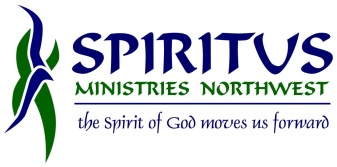 SPIRITUS
MINISTRIES NORTHWEST
the Spirit of God moves us forward